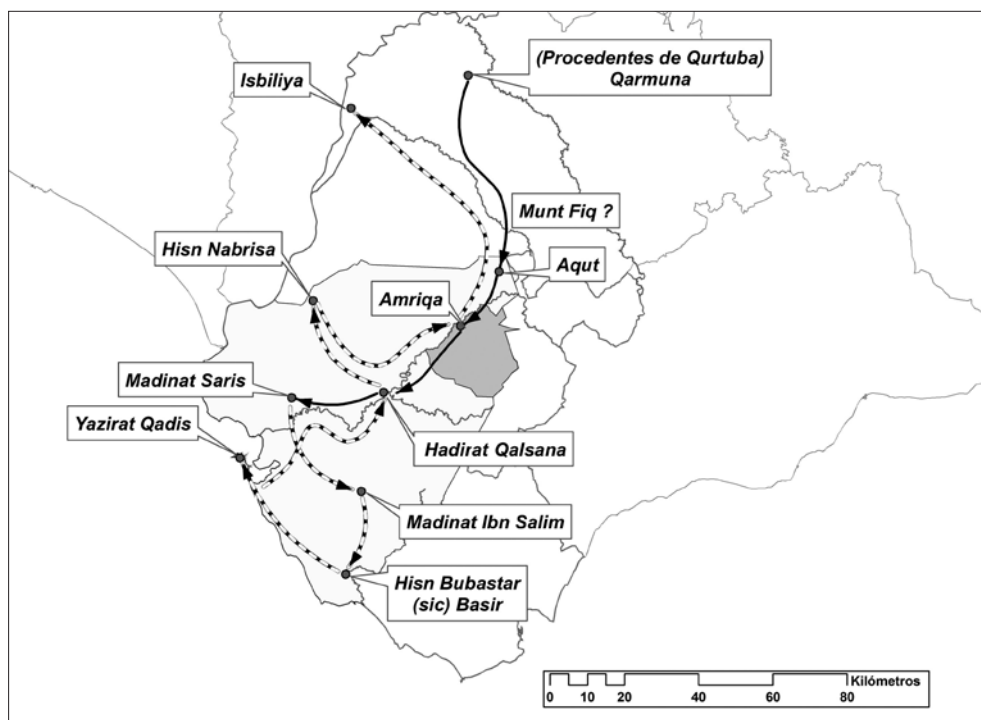 (Procedentes de Qurtuba)
Qarmuna
Isbiliya
Munt Fiq ?
Hisn Nabrisa
Aqut
Amriqa
Madinat Saris
Yazirat Qadis
Hadirat Qalsana
Madinat Ibn Salim
Hisn Bubastar
(sic) Basir
Kilómetros
0 10 20 40 60 80